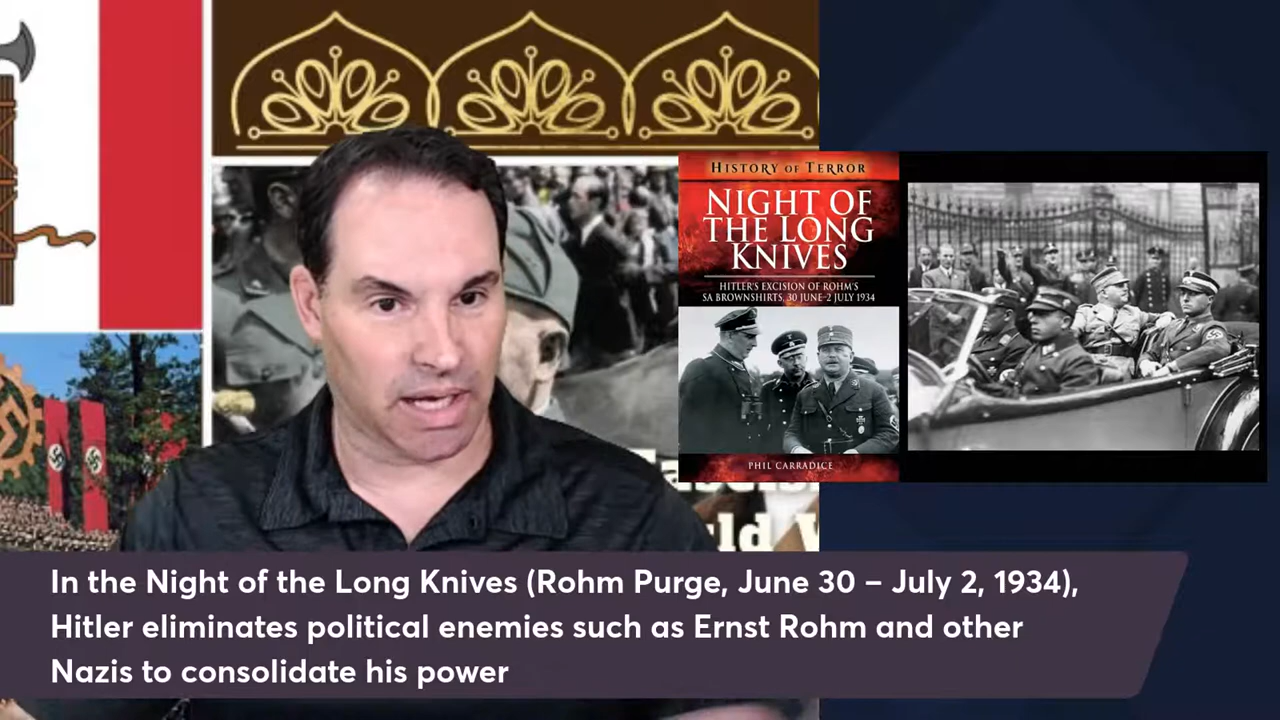 HISTORY OF TERROR
NIGHT OF
THE LONG
KNIVES
HITLER'S EXCISION OF ROHM'S
SA BROWNSHIRTS, 30 JUNE-2 JULY 1934
PHIL CARRADICE
In the Night of the Long Knives (Rohm Purge, June 30 – July 2, 1934),
Hitler eliminates political enemies such as Ernst Rohm and other
Nazis to consolidate his power